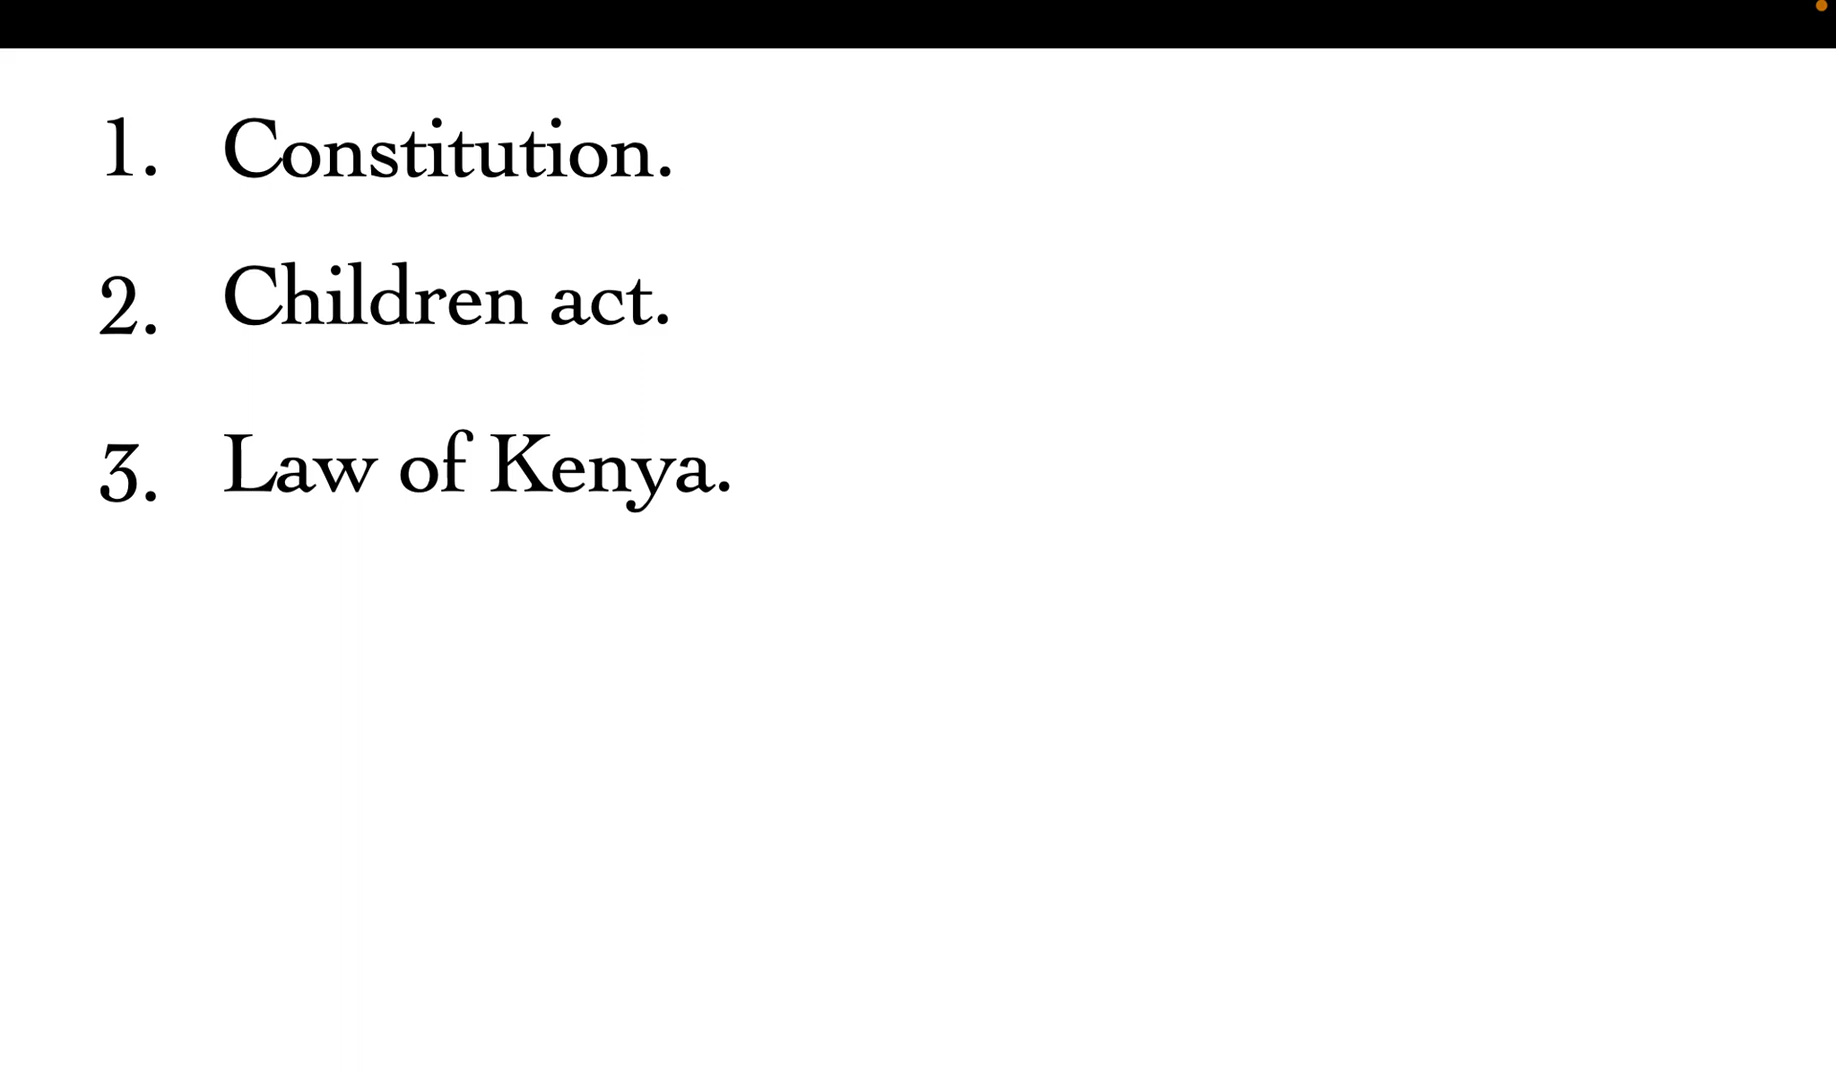 1. Constitution.
2. Children act.
3. Law of Kenya.